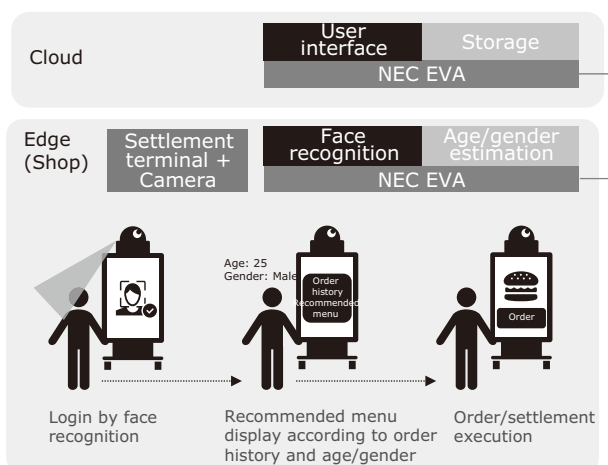 Cloud
User
interface
Storage
NEC EVA
Edge
(Shop)
Settlement
terminal +
Camera
Face
recognition
Age/gender
estimation
NEC EVA
Age: 25
Gender: Male
Order
history
Recommended
menu
Order
Login by face
recognition
Recommended menu
display according to order
history and age/gender
Order/settlement
execution